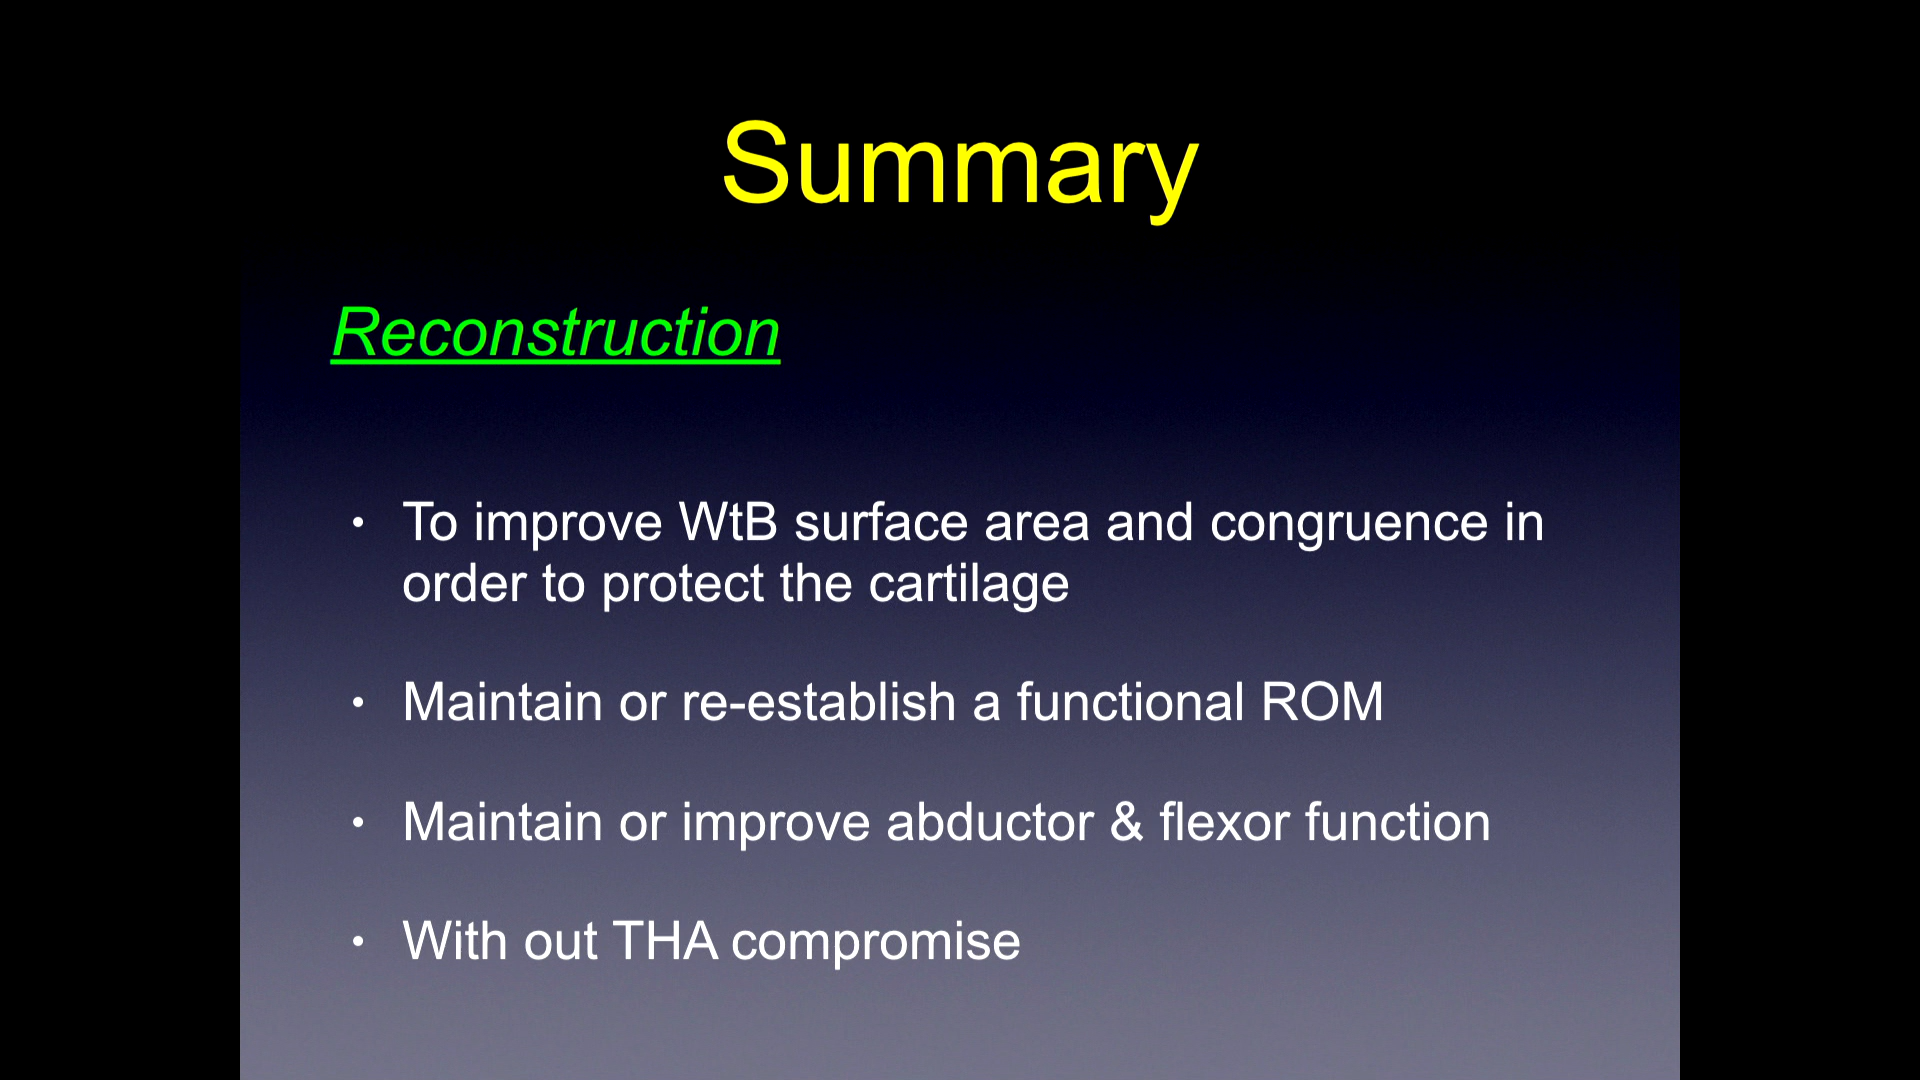 Summary
Reconstruction
• To improve WtB surface area and congruence in
order to protect the cartilage
• Maintain or re-establish a functional ROM
• Maintain or improve abductor & flexor function
• With out THA compromise